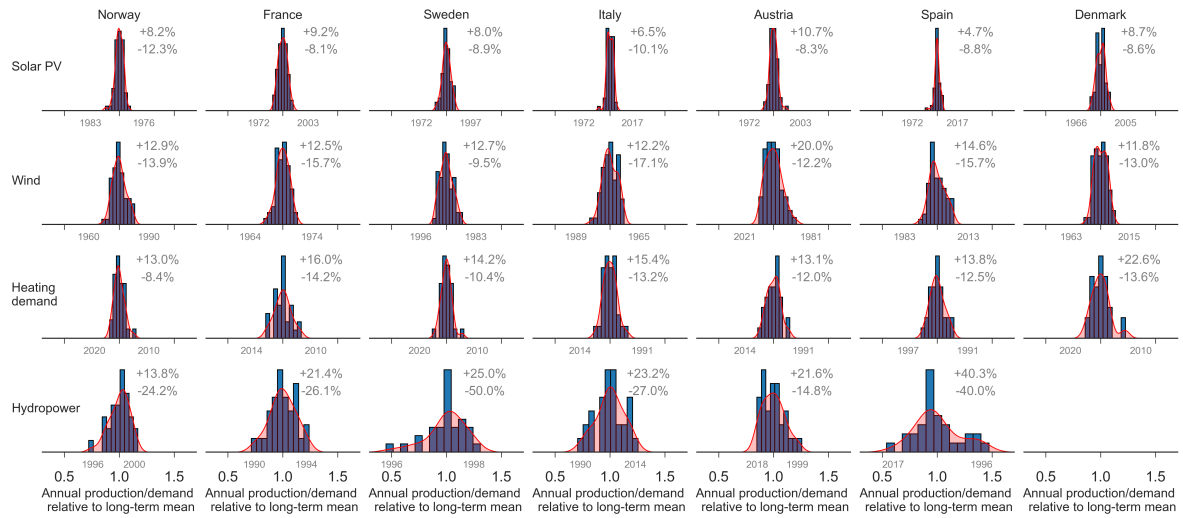 Norway France Sweden Italy Austria Spain Denmark
Solar PV
+8.2% +9.2% +8.0% +6.5% +10.7% +4.7% +8.7%
-12.3% -8.1% -8.9% -10.1% -8.3% -8.8% -8.6%
1983 1976 1972 2003 1972 1997 1972 2017 1972 2003 1972 2017 1966 2005
Wind
+12.9% +12.5% +12.7% +12.2% +20.0% +14.6% +11.8%
-13.9% -15.7% -9.5% -17.1% -12.2% -15.7% -13.0%
1960 1990 1964 1974 1996 1983 1989 1965 2021 1981 1983 2013 1963 2015
Heating
demand
+13.0% +16.0% +14.2% +15.4% +13.1% +13.8% +22.6%
-8.4% -14.2% -10.4% -13.2% -12.0% -12.5% -13.6%
2020 2010 2014 2010 2020 2010 2014 1991 2014 1991 1997 1991 2020 2010
Hydropower
+13.8% +21.4% +25.0% +23.2% +21.6% +40.3%
-24.2% -26.1% -50.0% -27.0% -14.8% -40.0%
1996 2000 1990 1994 1996 1998 1990 2014 2018 1999 2017 1996
0.5 1.0 1.5 0.5 1.0 1.5 0.5 1.0 1.5 0.5 1.0 1.5 0.5 1.0 1.5 0.5 1.0 1.5 0.5 1.0 1.5
Annual production/demand Annual production/demand Annual production/demand Annual production/demand Annual production/demand Annual production/demand Annual production/demand
relative to long-term mean relative to long-term mean relative to long-term mean relative to long-term mean relative to long-term mean relative to long-term mean relative to long-term mean